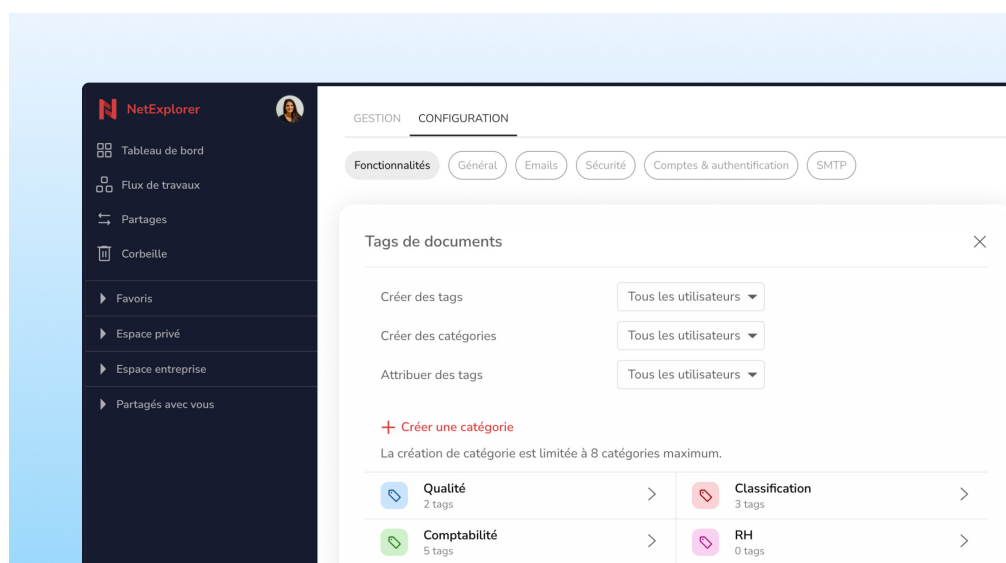 NetExplorer
Tableau de bord
Flux de travaux
Partages
Corbeille
Favoris
Espace privé
Espace entreprise
Partagés avec vous
GESTION CONFIGURATION
Fonctionnalités Général Emails Sécurité Comptes & authentification SMTP
Tags de documents
Créer des tags Tous les utilisateurs
Créer des catégories Tous les utilisateurs
Attribuer des tags Tous les utilisateurs
+ Créer une catégorie
La création de catégorie est limitée à 8 catégories maximum.
Qualité
2 tags
Classification
3 tags
Comptabilité
5 tags
RH
0 tags